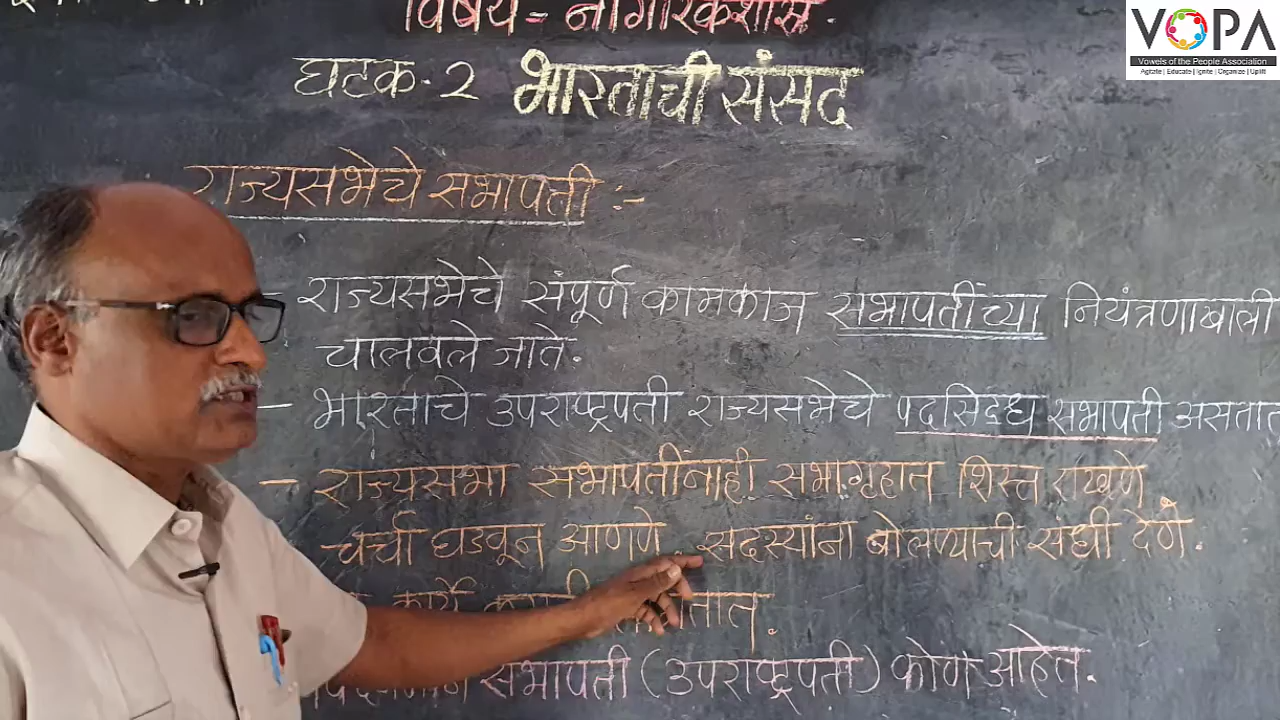 विषय = नागरिकशास्त्र.
VOPA
Vowels of the People Association
Agitate | Educate | Ignite | Organize | Uplift
घटक - २ भारताची संसद
राज्यसभेचे सभापती :-
- राज्यसभेचे संपूर्ण कामकाज सभापतींच्या नियंत्रणाखाली
चालवले जाते.
- भारताचे उपराष्ट्रपती राज्यसभेचे पदसिद्ध सभापती असतात
- राज्यसभा सभापतींनाही सभागृहात शिस्त राखणे
चर्चा घडवून आणणे, सदस्यांना बोलण्याची संधी देणे.
कार्ये
सभापती (उपराष्ट्रपती) कोण आहेत.